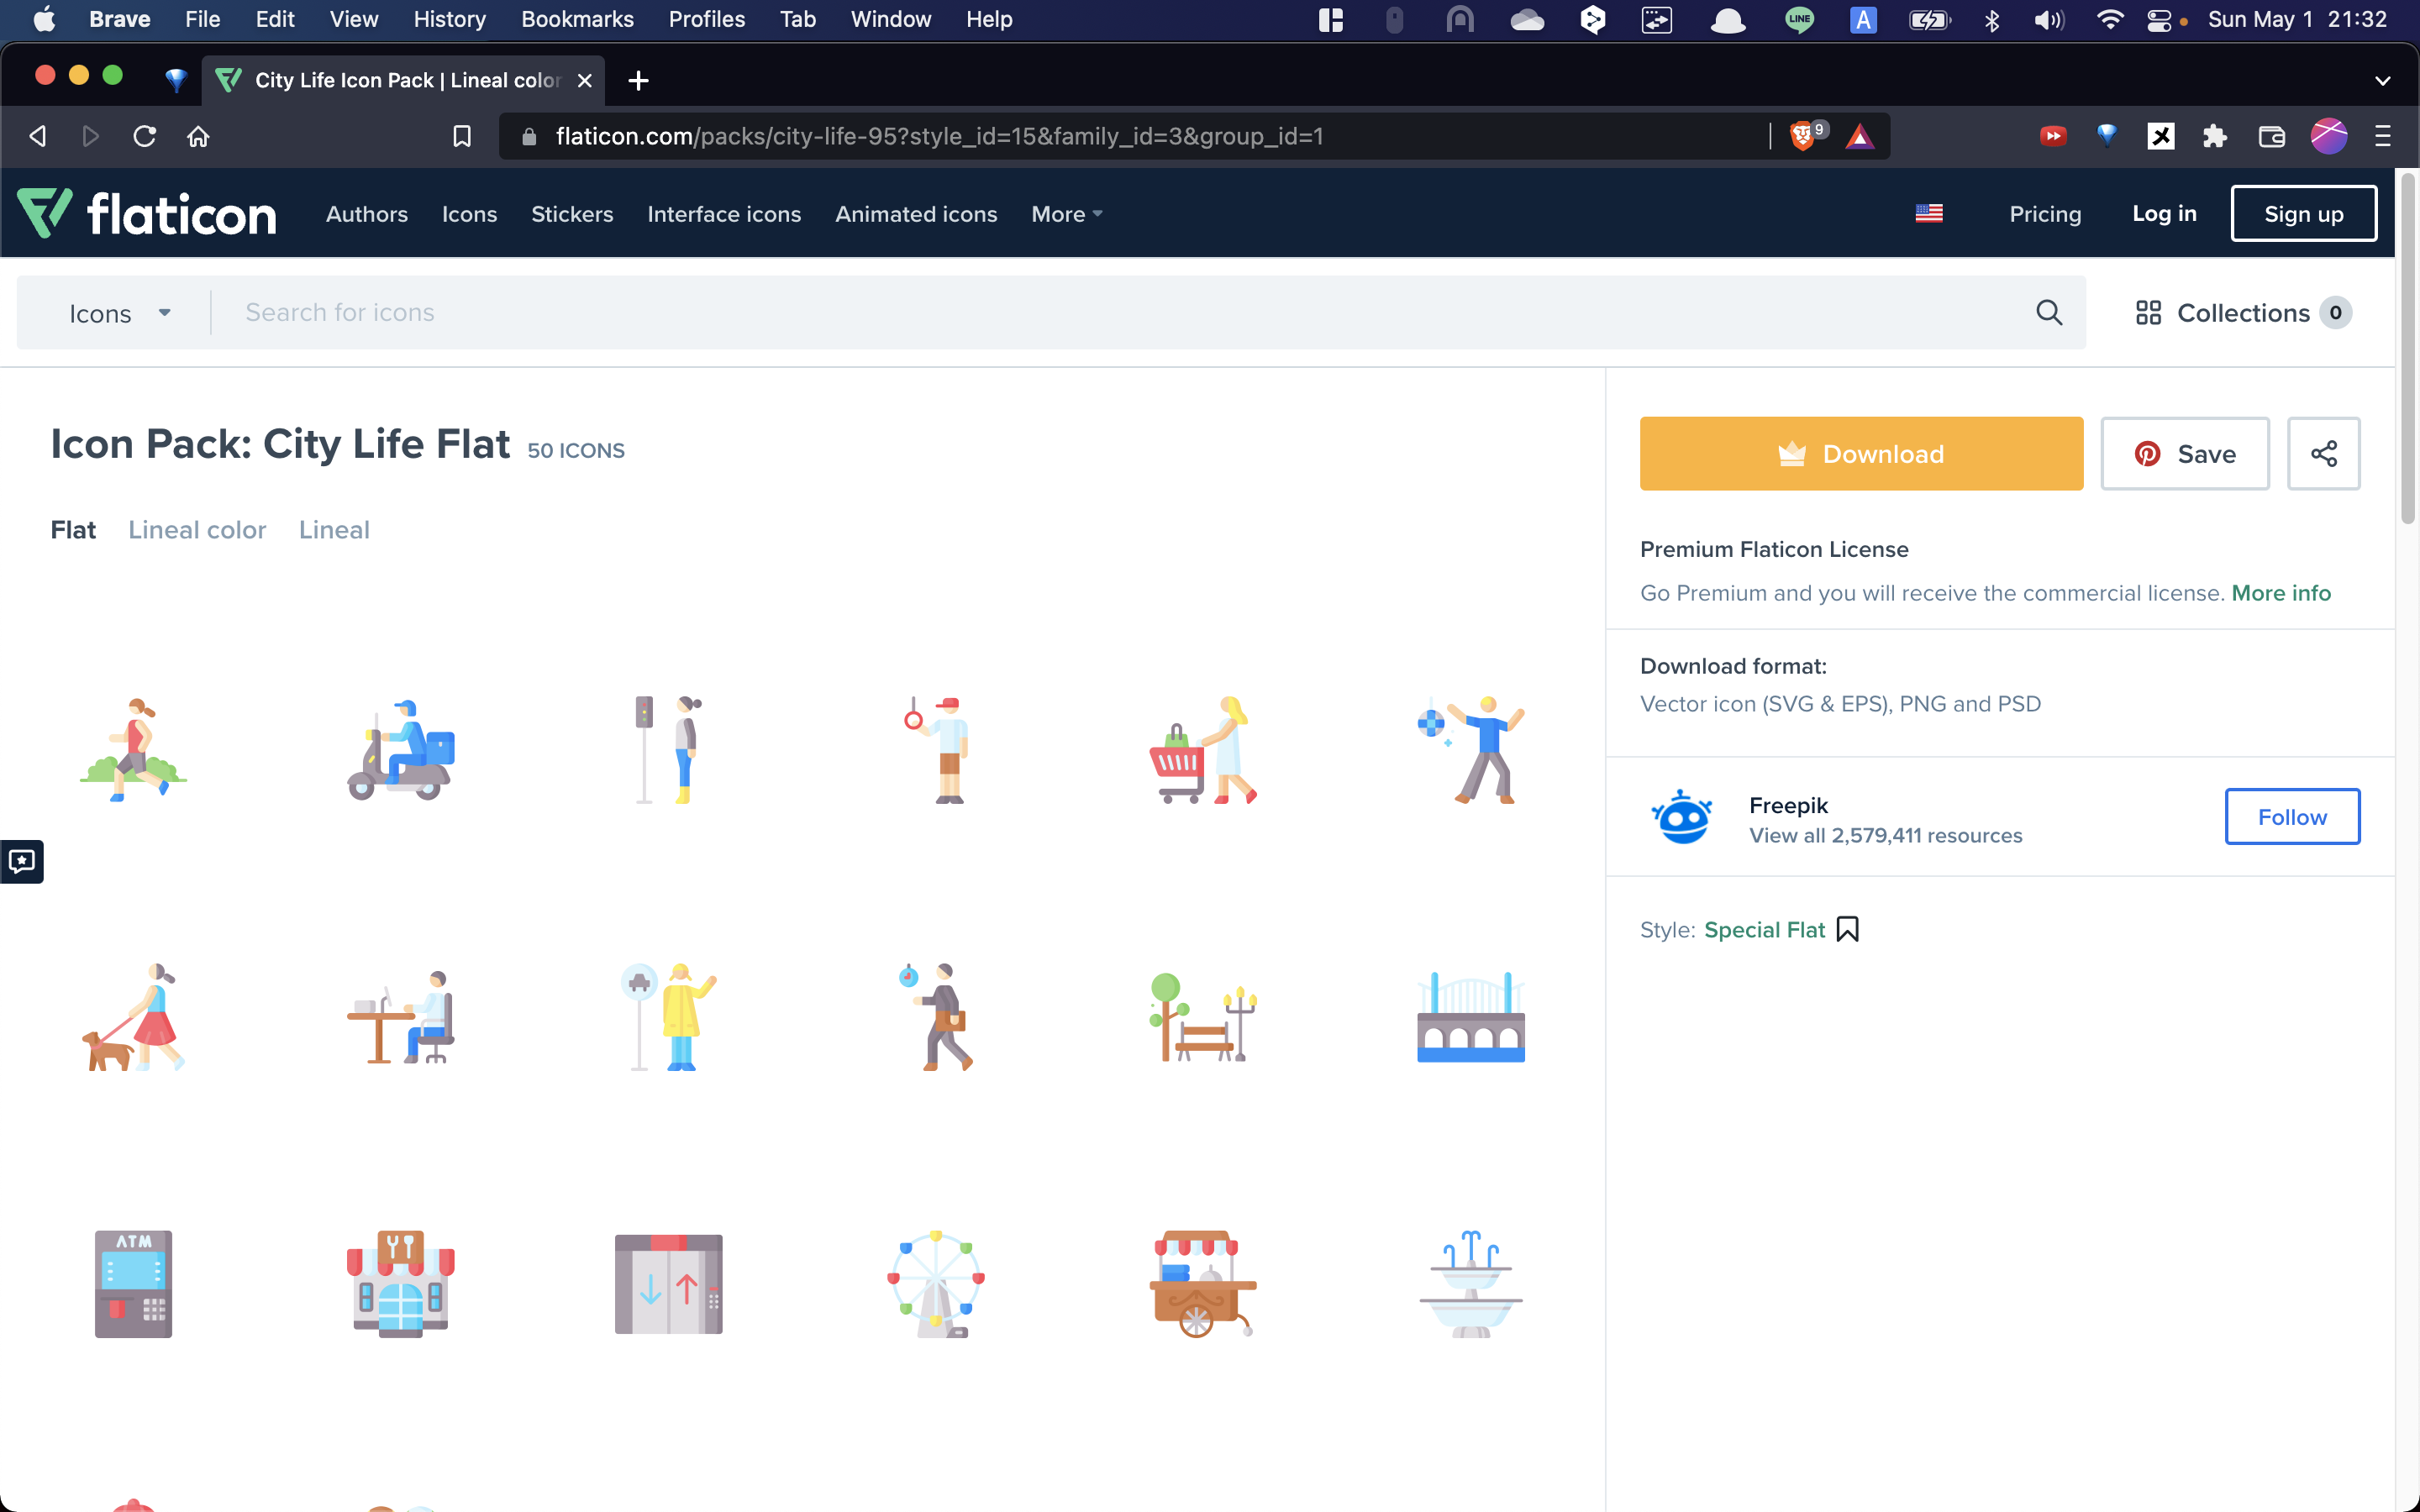 Brave File Edit View History Bookmarks Profiles Tab Window Help LINE A Sun May 1 21:32
City Life Icon Pack | Lineal color
flaticon.com/packs/city-life-95?style_id=15&family_id=3&group_id=1 9
flaticon Authors Icons Stickers Interface icons Animated icons More Pricing Log in Sign up
Icons Search for icons Collections 0
Icon Pack: City Life Flat 50 ICONS
Flat Lineal color Lineal
Download Save
Premium Flaticon License
Go Premium and you will receive the commercial license. More info
Download format:
Vector icon (SVG & EPS), PNG and PSD
Freepik
View all 2,579,411 resources
Follow
Style: Special Flat
ATM